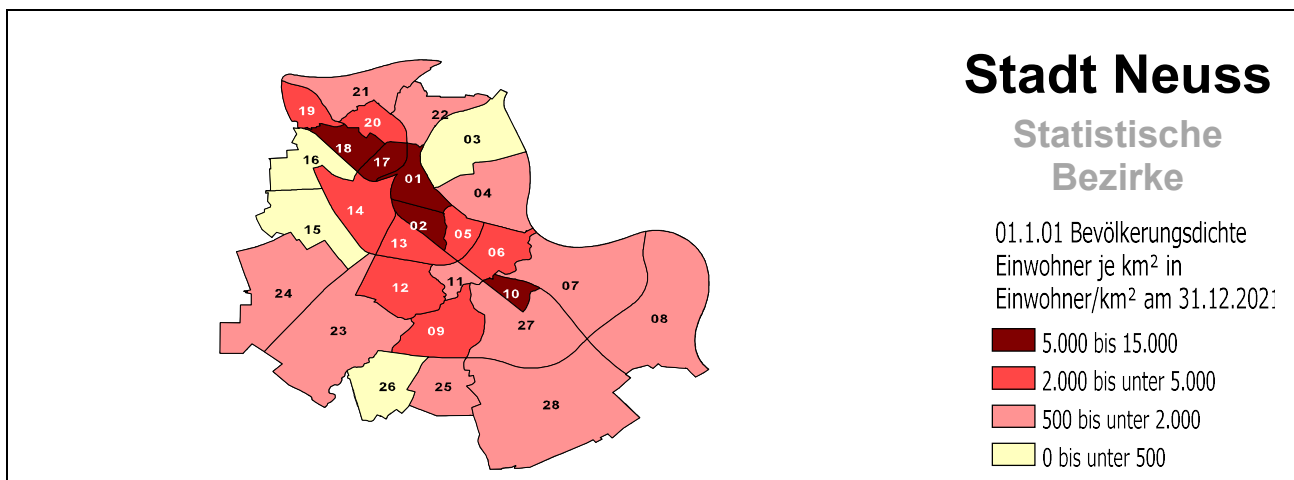 Stadt Neuss
Statistische
Bezirke
01.1.01 Bevölkerungsdichte
Einwohner je km² in
Einwohner/km² am 31.12.2021
5.000 bis 15.000
2.000 bis unter 5.000
500 bis unter 2.000
0 bis unter 500
21
19
20
22
03
18
16
17
01
04
14
02
15
13
05
06
11
12
10
07
24
23
09
27
08
26
25
28